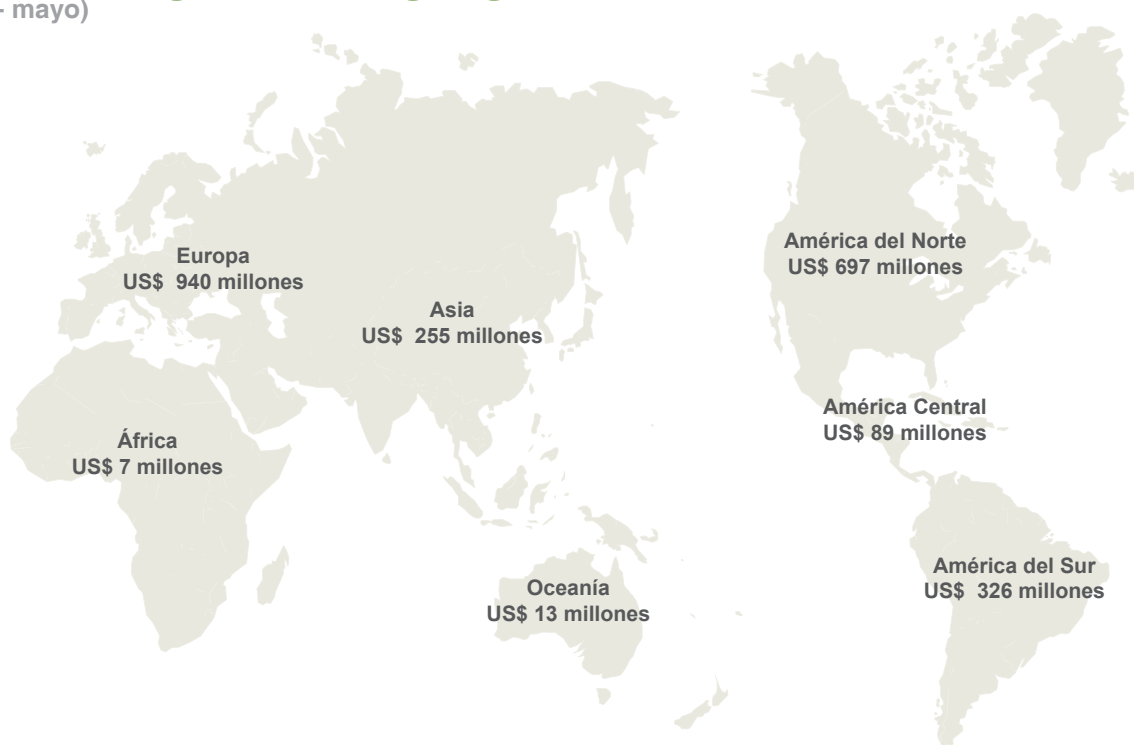 - mayo)
Europa
US$ 940 millones
Asia
US$ 255 millones
África
US$ 7 millones
Oceanía
US$ 13 millones
América del Norte
US$ 697 millones
América Central
US$ 89 millones
América del Sur
US$ 326 millones